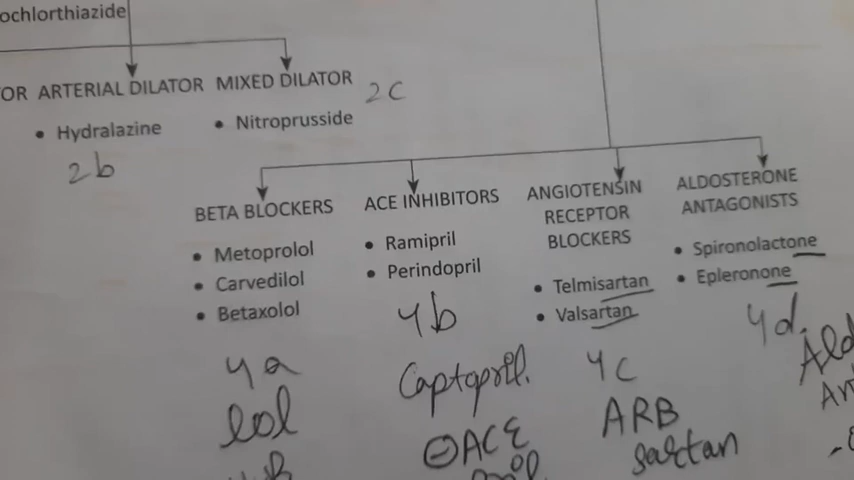 ochlorthiazide
OR ARTERIAL DILATOR MIXED DILATOR
2c
• Hydralazine • Nitroprusside
2b
BETA BLOCKERS
• Metoprolol
• Carvedilol
• Betaxolol
4a
lol
ACE INHIBITORS
• Ramipril
• Perindopril
4b
Captopril.
⊖ACE
ANGIOTENSIN
RECEPTOR
BLOCKERS
• Telmisartan
• Valsartan
4c
ARB
sartan
ALDOSTERONE
ANTAGONISTS
• Spironolactone
• Epleronone
4d.
Ald